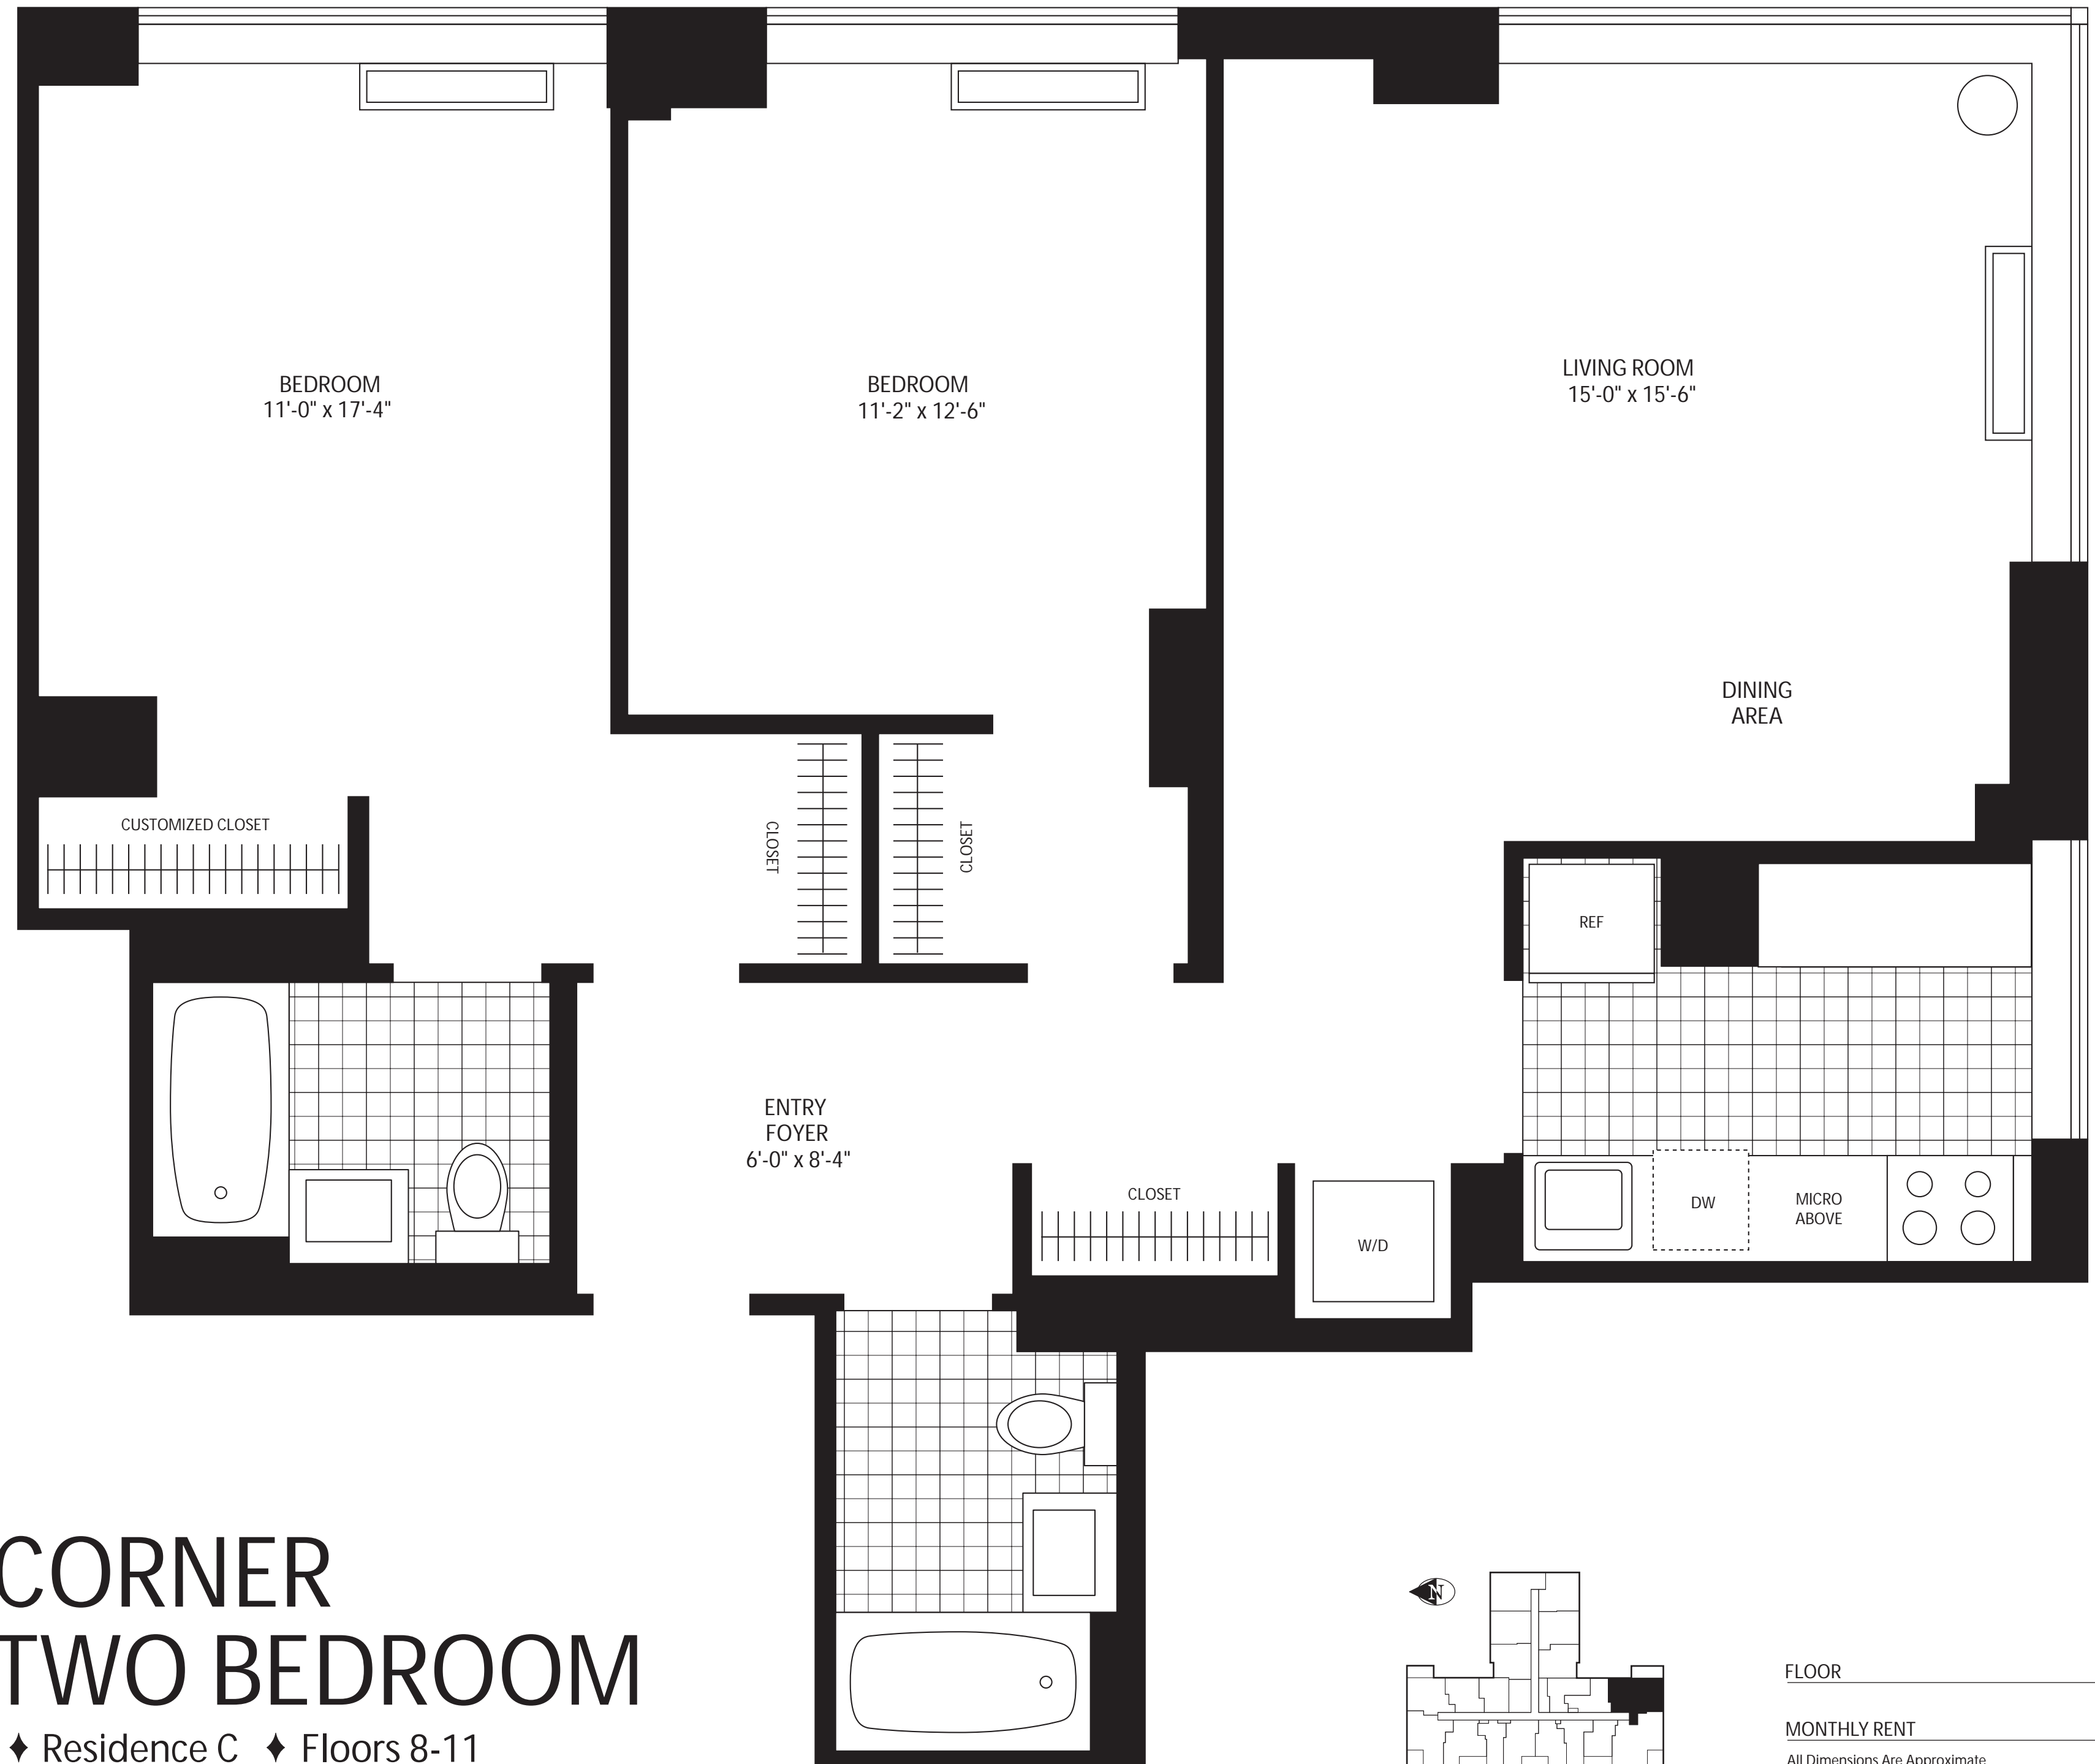 BEDROOM
11'-0" x 17'-4"
BEDROOM
11'-2" x 12'-6"
LIVING ROOM
15'-0" x 15'-6"
DINING
AREA
CUSTOMIZED CLOSET
CLOSET
CLOSET
REF
ENTRY
FOYER
6'-0" x 8'-4"
CLOSET
W/D
DW
MICRO
ABOVE
CORNER
TWO BEDROOM
✦ Residence C ✦ Floors 8-11
N
FLOOR
MONTHLY RENT
All Dimensions Are Approximate